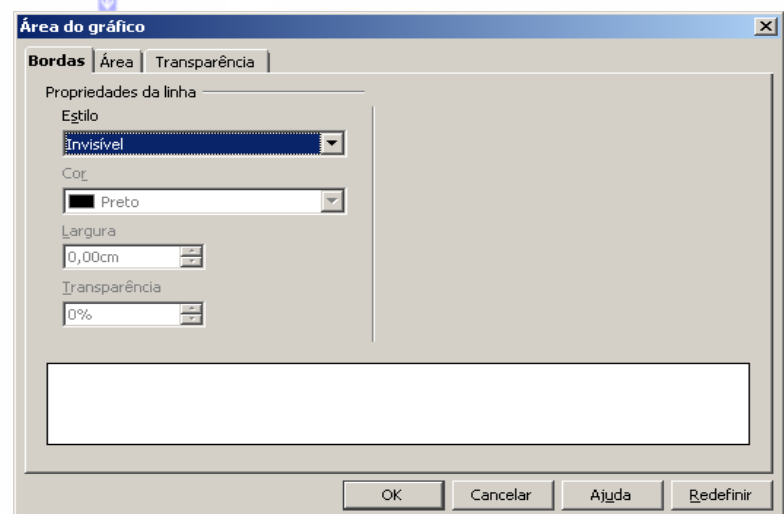 Área do gráfico
Bordas Área Transparência
Propriedades da linha
Estilo
Invisível
Cor
Preto
Largura
0,00cm
Transparência
0%
OK Cancelar Ajuda Redefinir